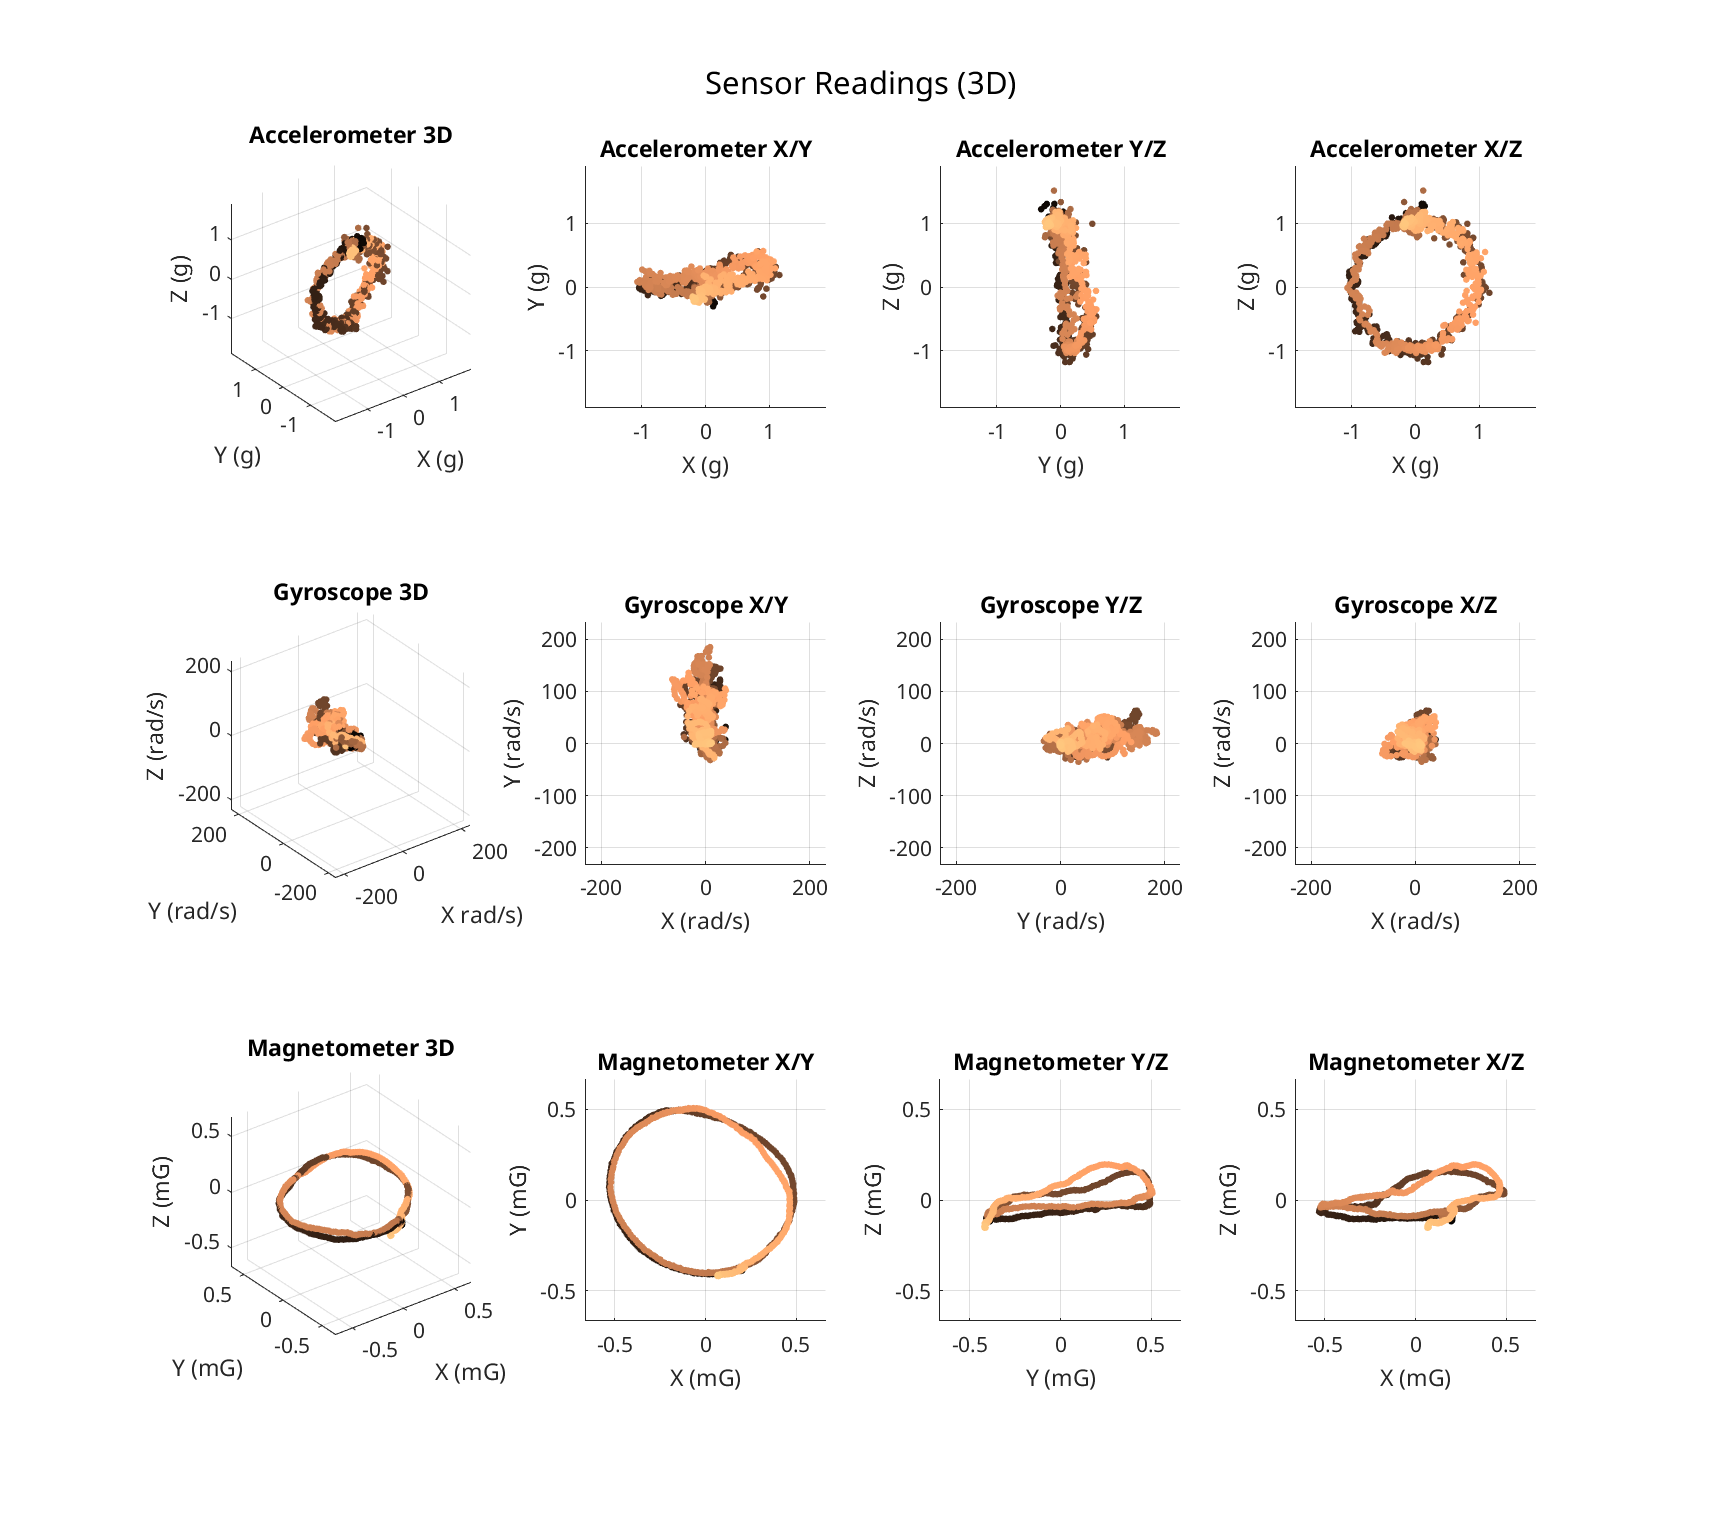 Sensor Readings (3D)
Accelerometer 3D
Z (g)
1
0
-1
1
0
-1
Y (g)
-1
0
1
X (g)
Accelerometer X/Y
Y (g)
1
0
-1
-1
0
1
X (g)
Accelerometer Y/Z
Z (g)
1
0
-1
-1
0
1
Y (g)
Accelerometer X/Z
Z (g)
1
0
-1
-1
0
1
X (g)
Gyroscope 3D
Z (rad/s)
200
0
-200
200
0
-200
Y (rad/s)
-200
0
200
X rad/s)
Gyroscope X/Y
Y (rad/s)
200
100
0
-100
-200
-200
0
200
X (rad/s)
Gyroscope Y/Z
Z (rad/s)
200
100
0
-100
-200
-200
0
200
Y (rad/s)
Gyroscope X/Z
Z (rad/s)
200
100
0
-100
-200
-200
0
200
X (rad/s)
Magnetometer 3D
Z (mG)
0.5
0
-0.5
0.5
0
-0.5
Y (mG)
-0.5
0
0.5
X (mG)
Magnetometer X/Y
Y (mG)
0.5
0
-0.5
-0.5
0
0.5
X (mG)
Magnetometer Y/Z
Z (mG)
0.5
0
-0.5
-0.5
0
0.5
Y (mG)
Magnetometer X/Z
Z (mG)
0.5
0
-0.5
-0.5
0
0.5
X (mG)